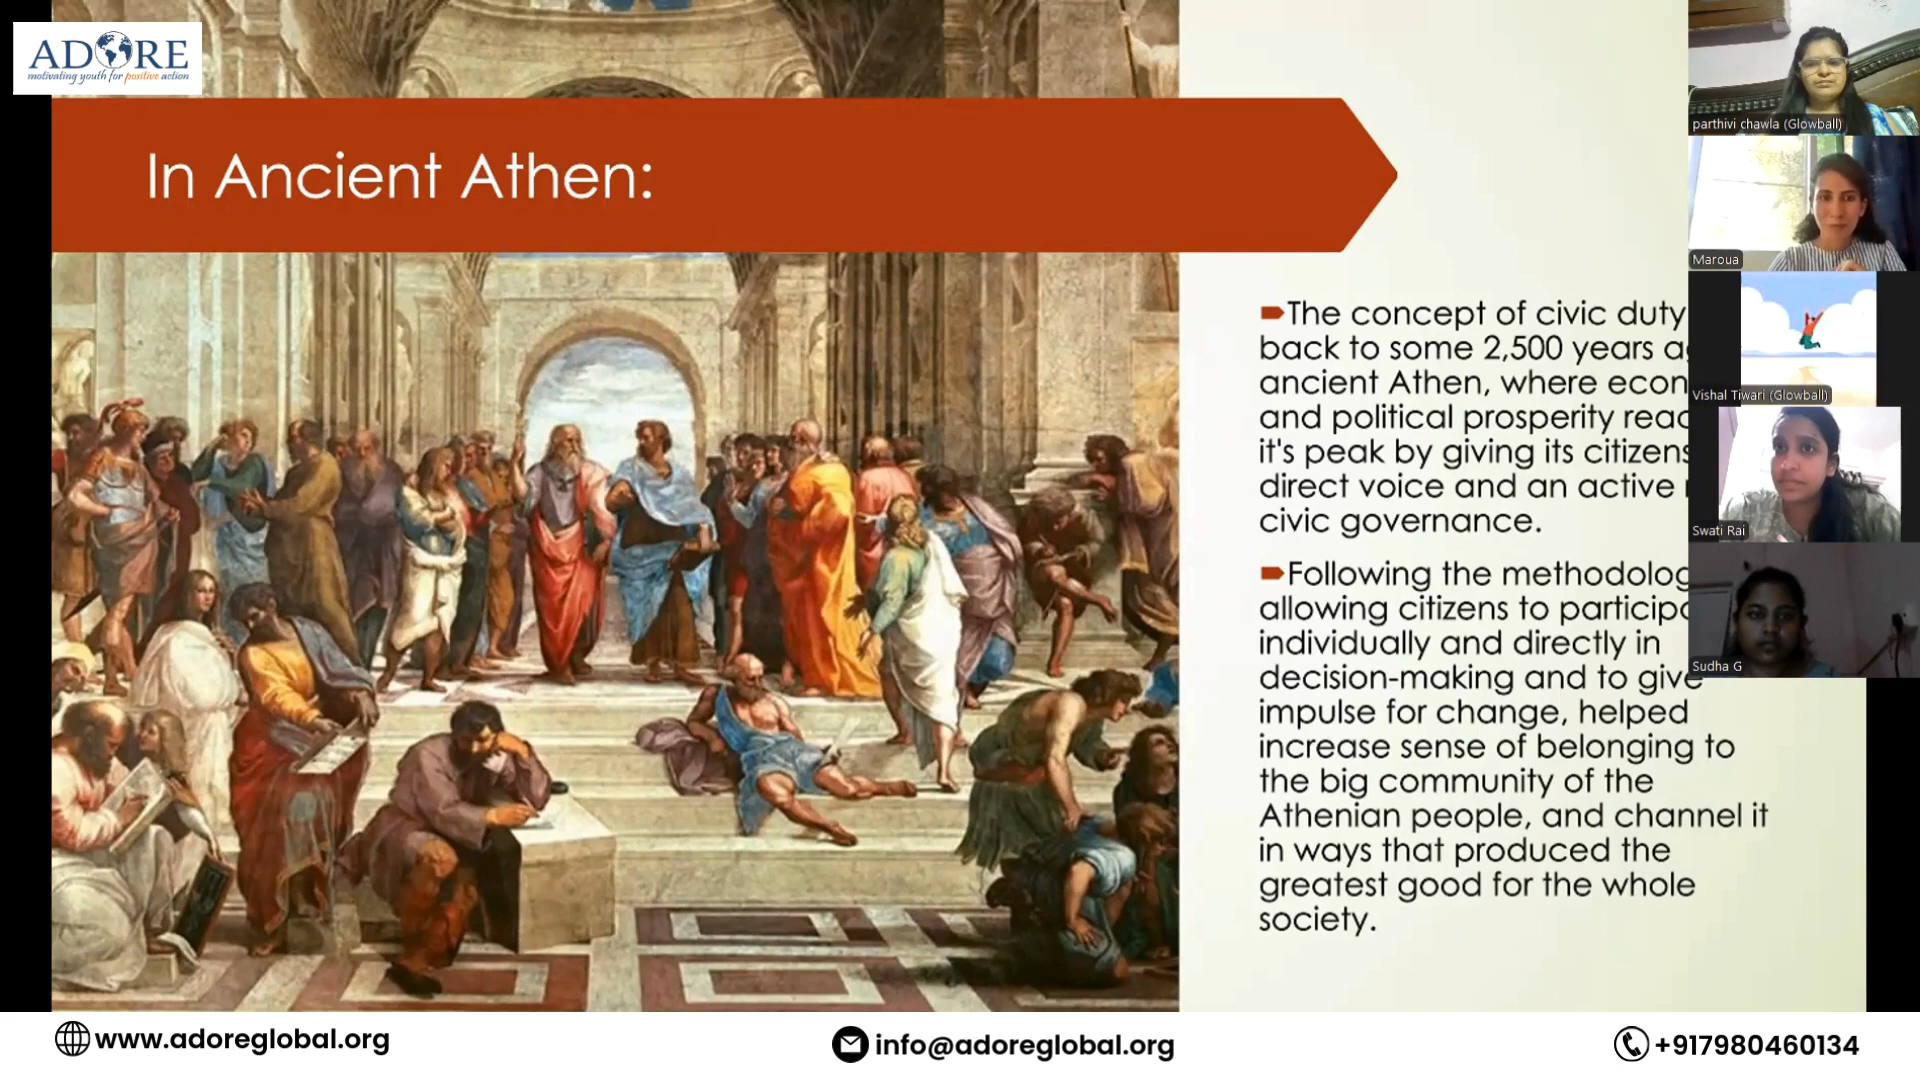 ADORE
motivating youth for positive action
In Ancient Athen:
The concept of civic duty
back to some 2,500 years
ancient Athen, where
and political prosperity
it's peak by giving its citizens
direct voice and an active
civic governance.
Following the
allowing citizens to
individually and directly in
decision-making and to give
impulse for change, helped
increase sense of belonging to
the big community of the
Athenian people, and channel it
in ways that produced the
greatest good for the whole
society.
parthivi chawla (Glowball)
Maroua
Vishal Tiwari (Glowball)
Swati Rai
Sudha G
www.adoreglobal.org
info@adoreglobal.org
+917980460134